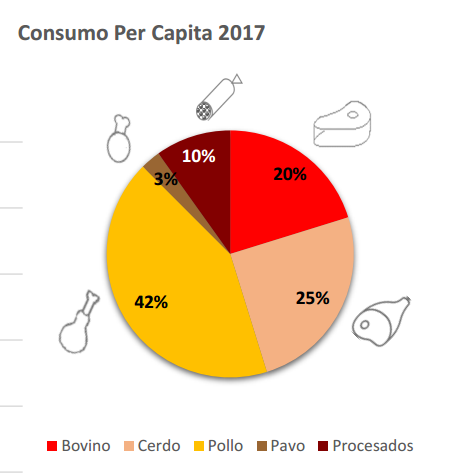 Consumo Per Capita 2017
10%
20%
3%
42%
25%
Bovino Cerdo Pollo Pavo Procesados